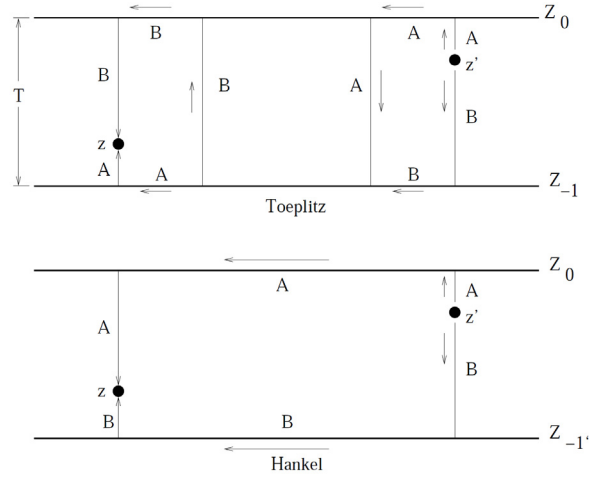 Z 0
B A A
z'
B B A
T
B
z
A A B
Z -1
Toeplitz
Z 0
A A
z'
A
B
z
B B
Z -1'
Hankel